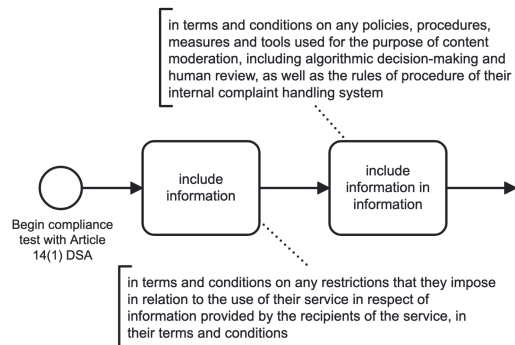 in terms and conditions on any policies, procedures,
measures and tools used for the purpose of content
moderation, including algorithmic decision-making and
human review, as well as the rules of procedure of their
internal complaint handling system
include
information
include
information in
information
Begin compliance
test with Article
14(1) DSA
in terms and conditions on any restrictions that they impose
in relation to the use of their service in respect of
information provided by the recipients of the service, in
their terms and conditions